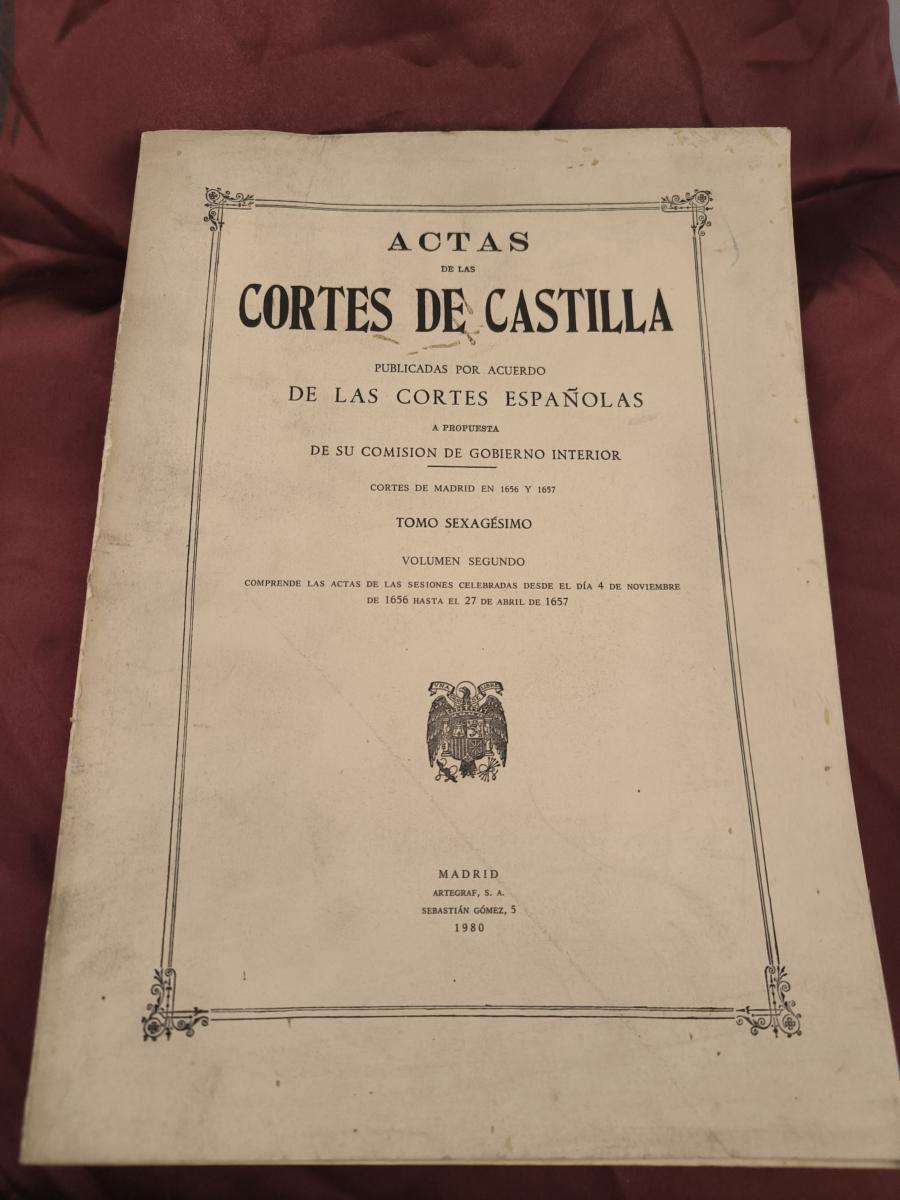 ACTAS
DE LAS
CORTES DE CASTILLA
PUBLICADAS POR ACUERDO
DE LAS CORTES ESPAÑOLAS
A PROPUESTA
DE SU COMISION DE GOBIERNO INTERIOR
CORTES DE MADRID EN 1656 Y 1657
TOMO SEXAGÉSIMO
VOLUMEN SEGUNDO
COMPRENDE LAS ACTAS DE LAS SESIONES CELEBRADAS DESDE EL DÍA 4 DE NOVIEMBRE
DE 1656 HASTA EL 27 DE ABRIL DE 1657
UNA LIBRE
MADRID
ARTEGRAF, S. A.
SEBASTIÁN GÓMEZ, 5
1980